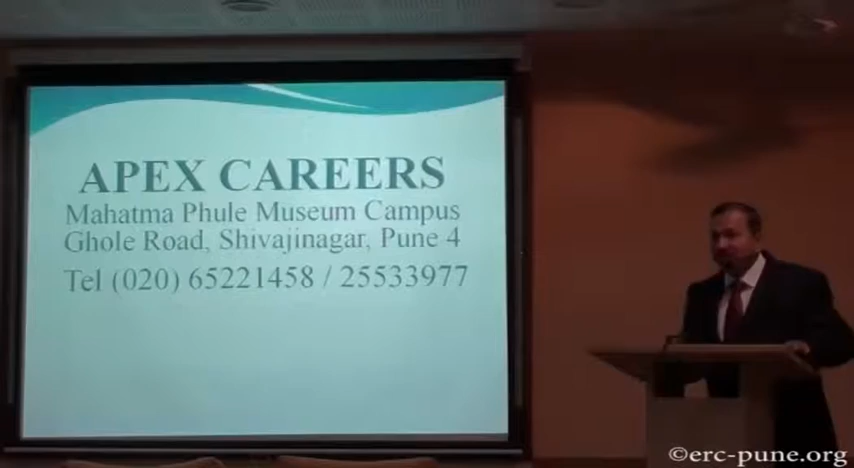 APEX CAREERS
Mahatma Phule Museum Campus
Ghole Road, Shivajinagar, Pune 4
Tel (020) 65221458 / 25533977
©erc-pune.org